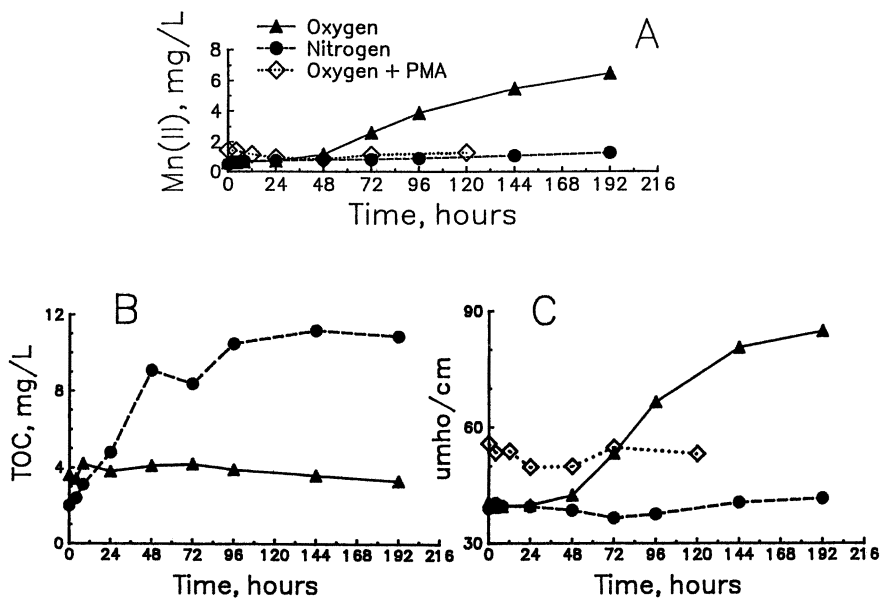 A
Oxygen
Nitrogen
Oxygen + PMA
Mn(II), mg/L
8
6
4
2
0
0 24 48 72 96 120 144 168 192 216
Time, hours
B
TOC, mg/L
12
8
4
0
0 24 48 72 96 120 144 168 192 216
Time, hours
C
umho/cm
90
60
30
0 24 48 72 96 120 144 168 192 216
Time, hours